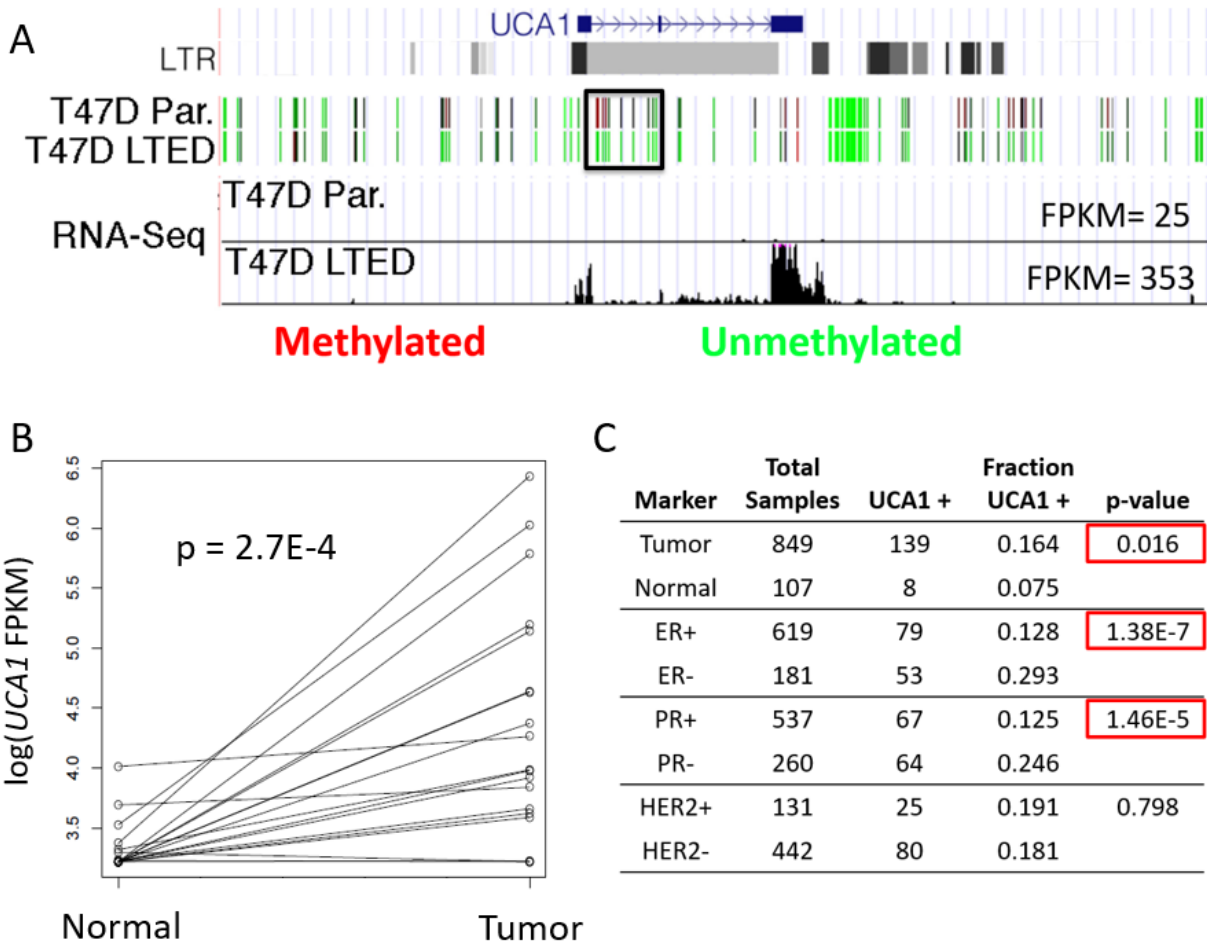 A
UCA1
LTR
T47D Par.
T47D LTED
T47D Par.
FPKM= 25
RNA-Seq
T47D LTED
FPKM= 353
Methylated
Unmethylated
B
p = 2.7E-4
log(UCA1 FPKM)
6.5
6.0
5.5
5.0
4.5
4.0
3.5
Normal
Tumor
C
Total Fraction
Marker Samples UCA1 + UCA1 + p-value
Tumor 849 139 0.164 0.016
Normal 107 8 0.075
ER+ 619 79 0.128 1.38E-7
ER- 181 53 0.293
PR+ 537 67 0.125 1.46E-5
PR- 260 64 0.246
HER2+ 131 25 0.191 0.798
HER2- 442 80 0.181